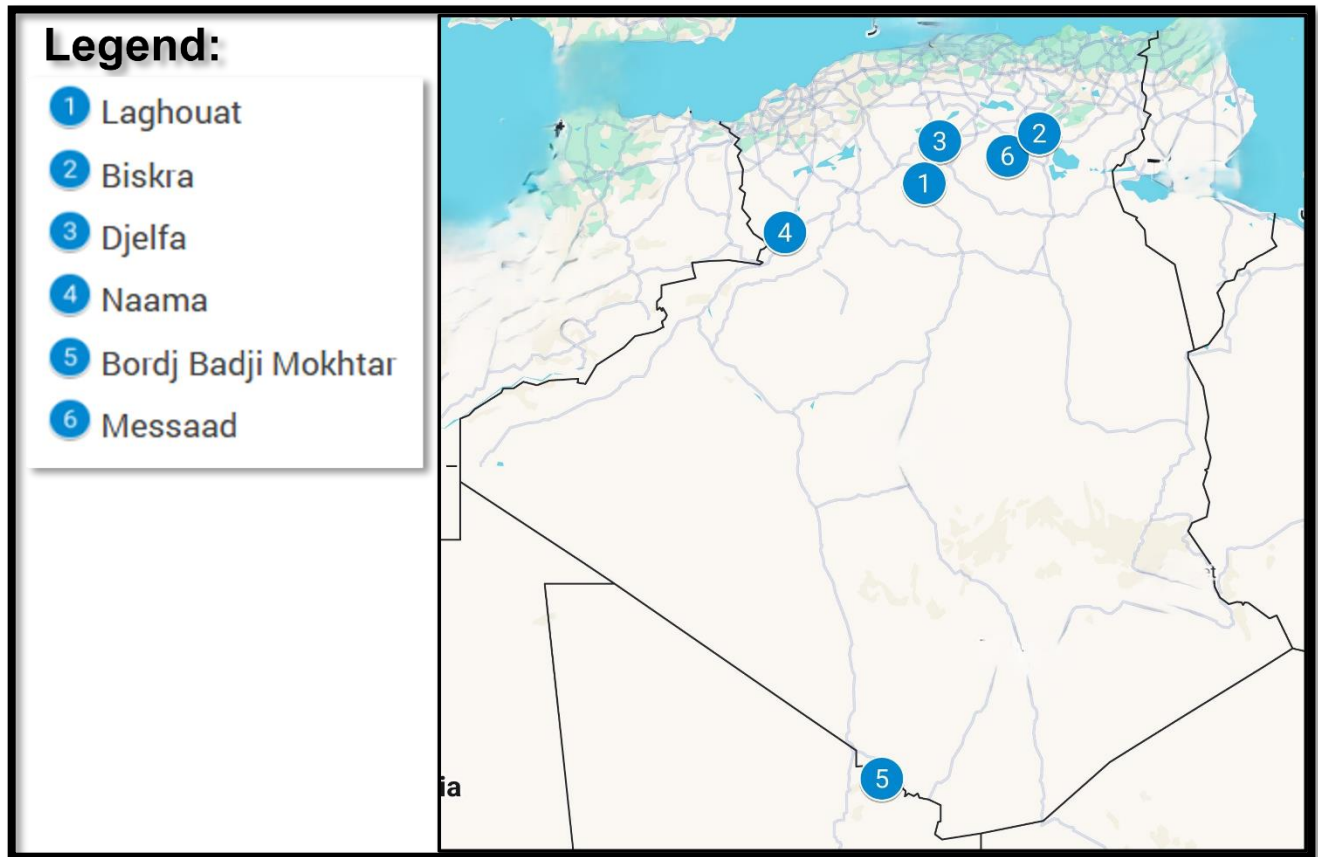 Legend:
1 Laghouat
2 Biskra
3 Djelfa
4 Naama
5 Bordj Badji Mokhtar
6 Messaad
3
2
6
1
4
5
ia